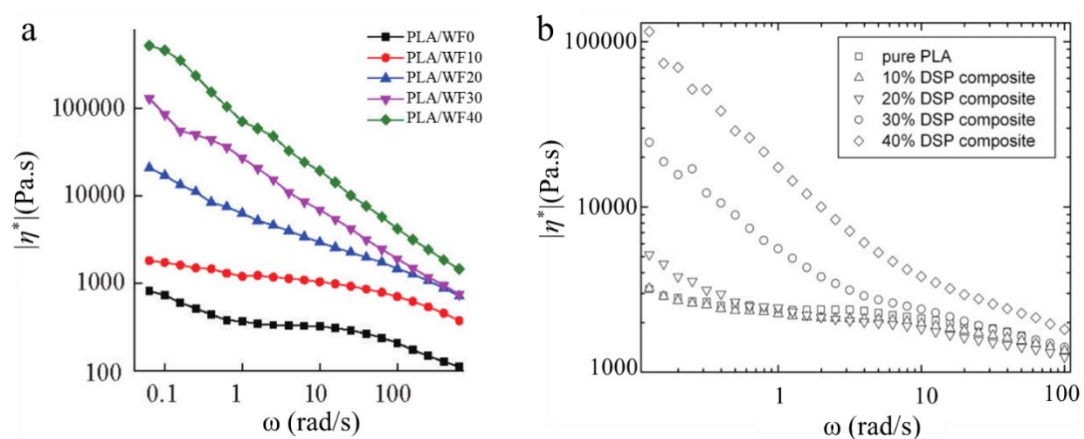 a
PLA/WF0
PLA/WF10
PLA/WF20
PLA/WF30
PLA/WF40
|η*|(Pa.s)
100000
10000
1000
100
0.1 1 10 100
ω (rad/s)
b
pure PLA
10% DSP composite
20% DSP composite
30% DSP composite
40% DSP composite
|η*|(Pa.s)
100000
10000
1000
1 10 100
ω (rad/s)